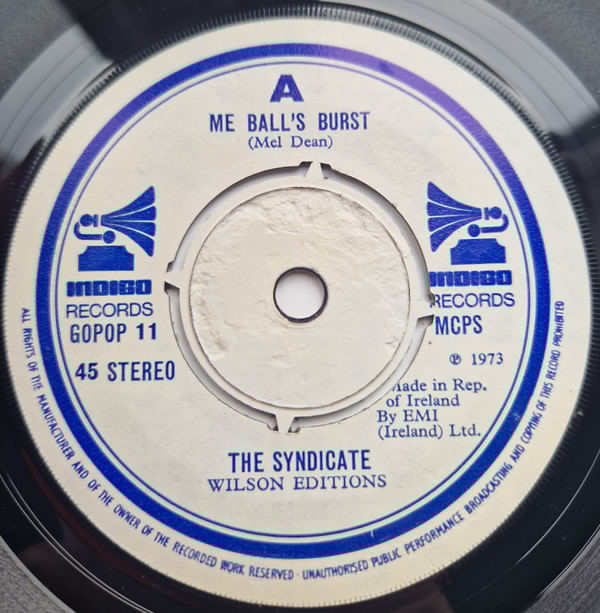 A
ME BALL'S BURST
(Mel Dean)
INDIGO
RECORDS
GOPOP 11
45 STEREO
INDIGO
RECORDS
MCPS
℗ 1973
Made in Rep.
of Ireland
By EMI
(Ireland) Ltd.
THE SYNDICATE
WILSON EDITIONS
ALL RIGHTS OF THE MANUFACTURER AND OF THE OWNER OF THE RECORDED WORK RESERVED · UNAUTHORISED PUBLIC PERFORMANCE BROADCASTING AND COPYING OF THIS RECORD PROHIBITED